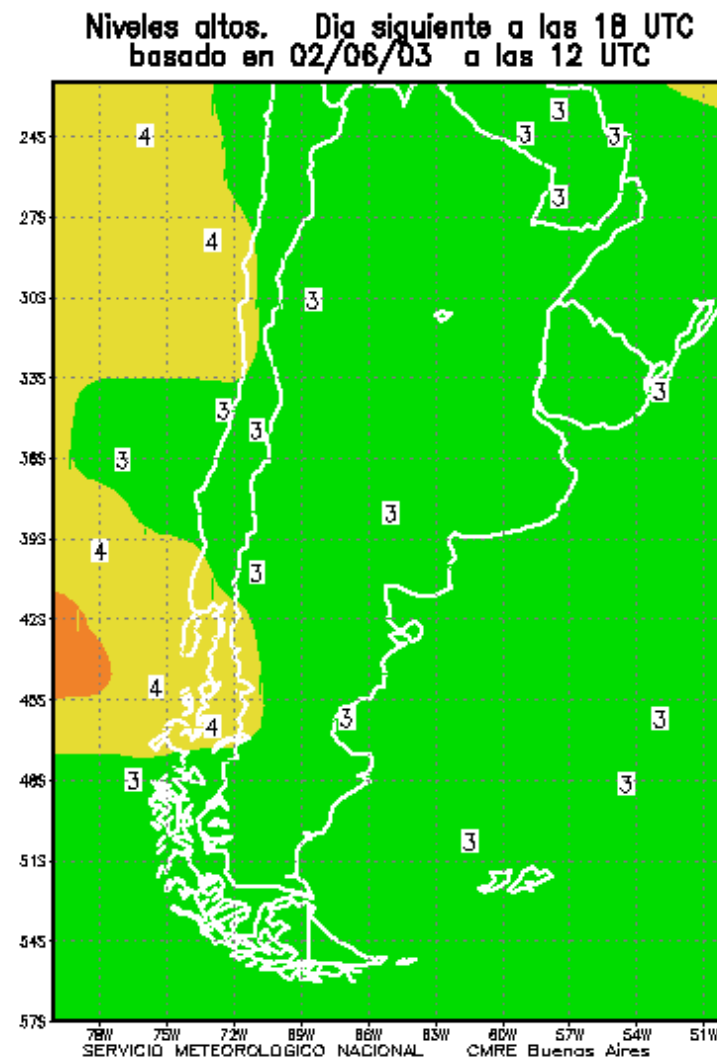 Niveles altos. Dia siguiente a las 18 UTC
basado en 02/06/03 a las 12 UTC
3
24S 4 3 3
3
27S
4
30S 3
33S
3
3
3
36S 3
3
39S
4
3
42S
4
45S
4 3 3
48S 3 3
3
51S
54S
57S
78W 75W 72W 69W 66W 63W 60W 57W 54W 51W
SERVICIO METEOROLOGICO NACIONAL CMRE Buenos Aires